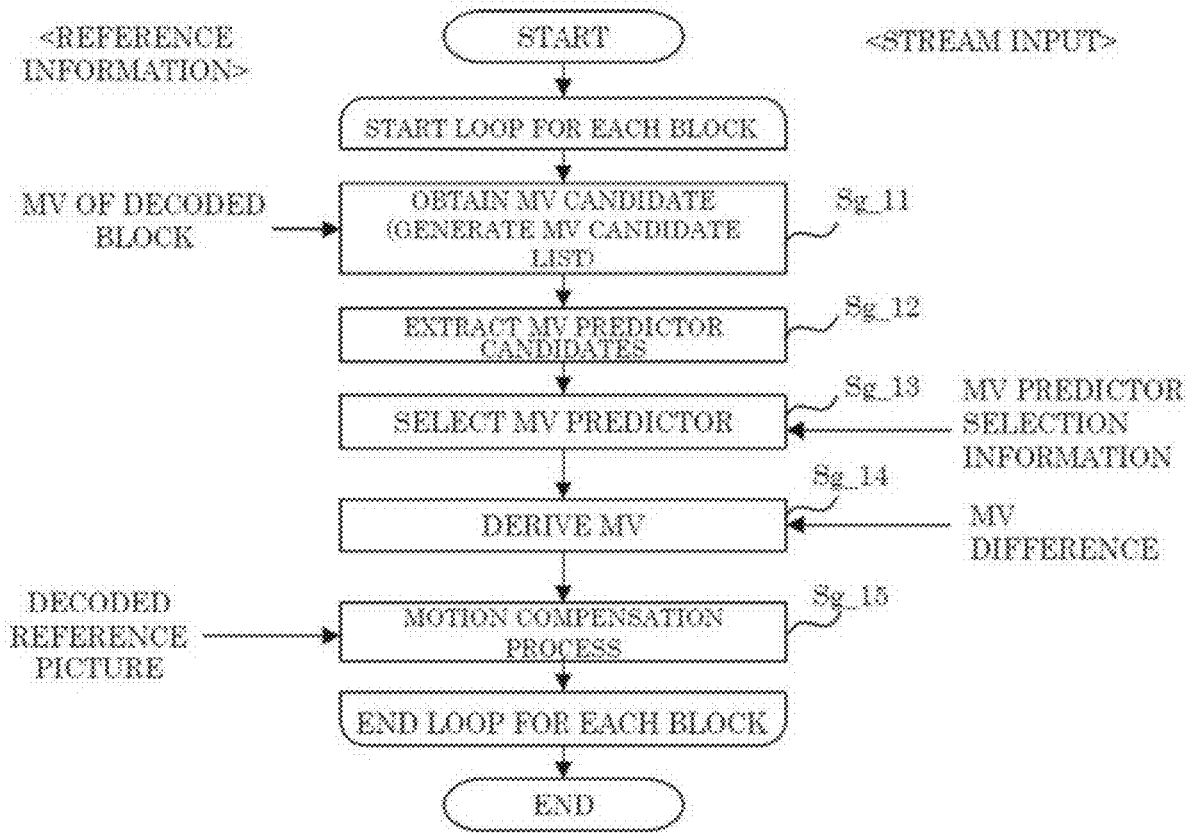 <REFERENCE
INFORMATION>
START
<STREAM INPUT>
START LOOP FOR EACH BLOCK
MV OF DECODED
BLOCK
OBTAIN MV CANDIDATE
(GENERATE MV CANDIDATE
LIST)
Sg_11
EXTRACT MV PREDICTOR
CANDIDATES
Sg_12
SELECT MV PREDICTOR
Sg_13
MV PREDICTOR
SELECTION
INFORMATION
DERIVE MV
Sg_14
MV
DIFFERENCE
DECODED
REFERENCE
PICTURE
MOTION COMPENSATION
PROCESS
Sg_15
END LOOP FOR EACH BLOCK
END